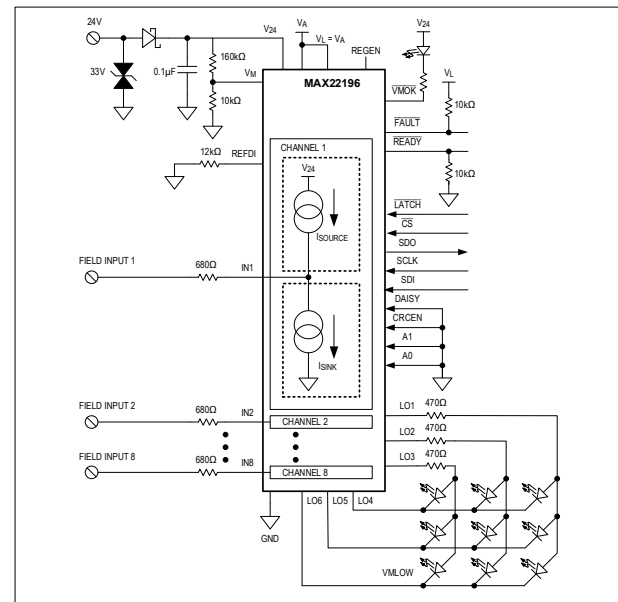 24V
V24
VA
VL = VA
REGEN
V24
33V
0.1µF
160kΩ
VM
10kΩ
MAX22196
VMOK
VL
10kΩ
FAULT
READY
10kΩ
12kΩ
REFDI
CHANNEL 1
V24
ISOURCE
LATCH
CS
SDO
SCLK
SDI
FIELD INPUT 1
680Ω
IN1
DAISY
CRCEN
A1
A0
ISINK
FIELD INPUT 2
680Ω
IN2
CHANNEL 2
LO1
470Ω
LO2
470Ω
LO3
470Ω
FIELD INPUT 8
680Ω
IN8
CHANNEL 8
GND
LO6
LO5
LO4
VMLOW